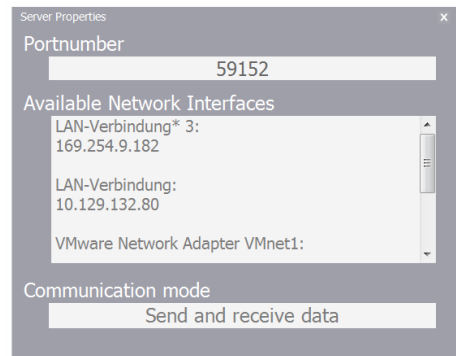 Server Properties
x
Portnumber
59152
Available Network Interfaces
LAN-Verbindung* 3:
169.254.9.182
LAN-Verbindung:
10.129.132.80
VMware Network Adapter VMnet1:
Communication mode
Send and receive data